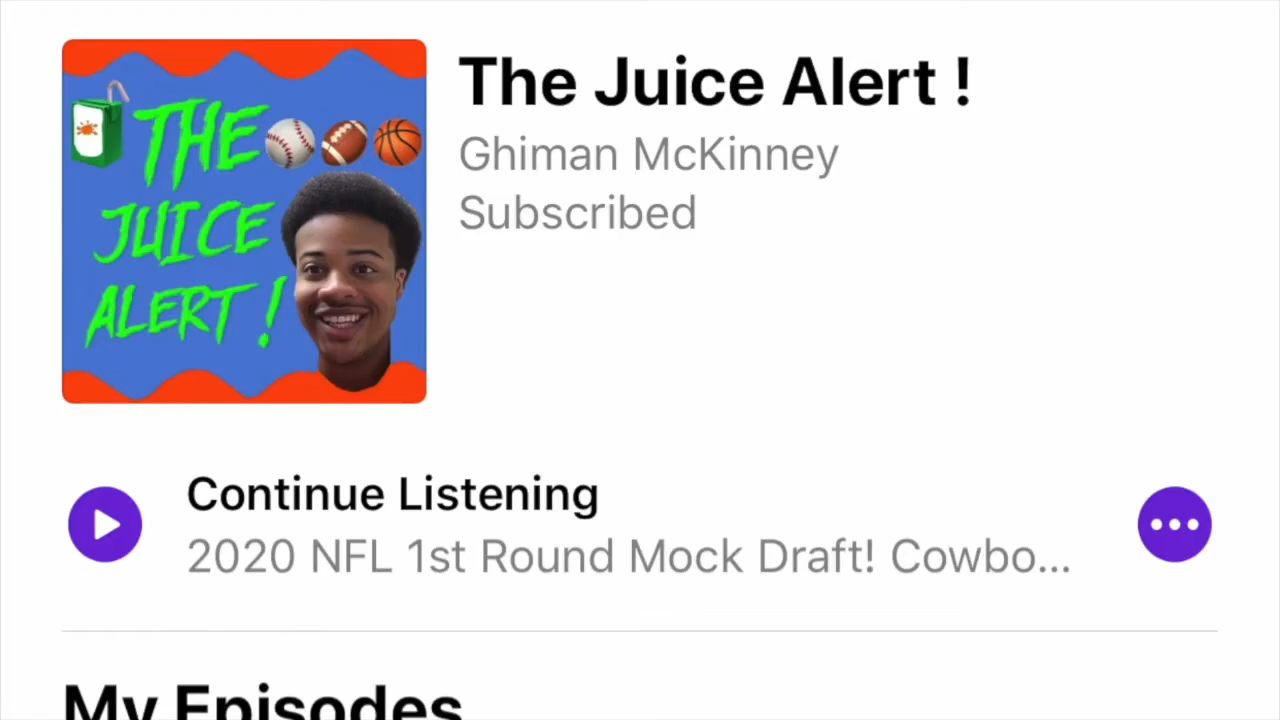 THE
JUICE
ALERT !
The Juice Alert !
Ghiman McKinney
Subscribed
Continue Listening
2020 NFL 1st Round Mock Draft! Cowbo...
My Episodes